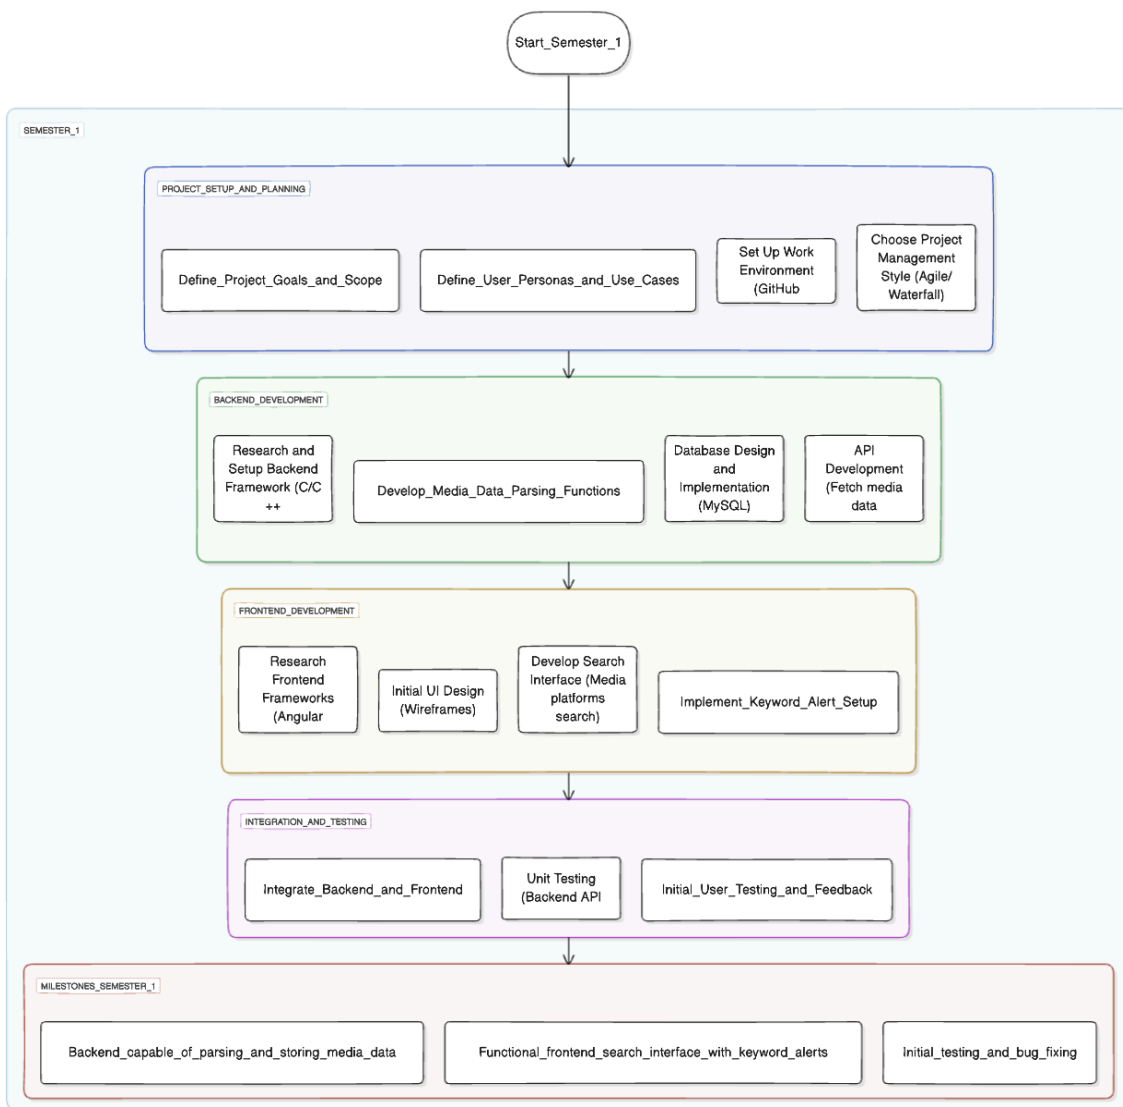 Start_Semester_1
SEMESTER_1
PROJECT_SETUP_AND_PLANNING
Define_Project_Goals_and_Scope
Define_User_Personas_and_Use_Cases
Set Up Work
Environment
(GitHub
Choose Project
Management
Style (Agile/
Waterfall)
BACKEND_DEVELOPMENT
Research and
Setup Backend
Framework (C/C
++
Develop_Media_Data_Parsing_Functions
Database Design
and
Implementation
(MySQL)
API
Development
(Fetch media
data
FRONTEND_DEVELOPMENT
Research
Frontend
Frameworks
(Angular
Initial UI Design
(Wireframes)
Develop Search
Interface (Media
platforms
search)
Implement_Keyword_Alert_Setup
INTEGRATION_AND_TESTING
Integrate_Backend_and_Frontend
Unit Testing
(Backend API
Initial_User_Testing_and_Feedback
MILESTONES_SEMESTER_1
Backend_capable_of_parsing_and_storing_media_data
Functional_frontend_search_interface_with_keyword_alerts
Initial_testing_and_bug_fixing